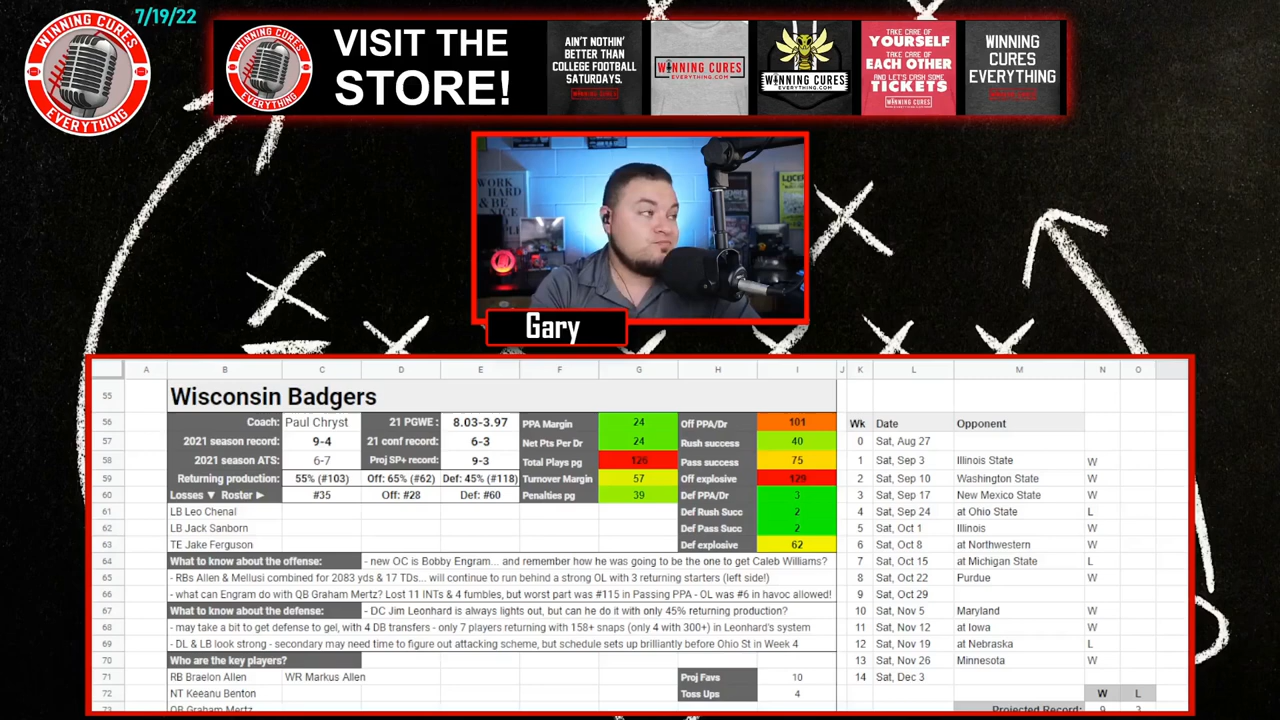 7/19/22
WINNING CURES
EVERYTHING
WINNING CURES
EVERYTHING
VISIT THE
STORE!
AIN'T NOTHIN'
BETTER THAN
COLLEGE FOOTBALL
SATURDAYS.
WINNING CURES
EVERYTHING.COM
WINNING CURES
EVERYTHING.COM
TAKE CARE OF
YOURSELF
TAKE CARE OF
EACH OTHER
AND LET'S CASH SOME
TICKETS
WINNING
CURES
EVERYTHING
WORK
HARD
& BE
NICE
Gary
A B C D E F G H I J K L M N O
55 Wisconsin Badgers
56 Coach: Paul Chryst 21 PGWE: 8.03-3.97 PPA Margin 24 Off PPA/Dr 101 Wk Date Opponent
57 2021 season record: 9-4 21 conf record: 6-3 Net Pts Per Dr 24 Rush success 40 0 Sat, Aug 27
58 2021 season ATS: 6-7 Proj SP+ record: 9-3 Total Plays pg 126 Pass success 75 1 Sat, Sep 3 Illinois State W
59 Returning production: 55% (#103) Off: 65% (#62) Def: 45% (#118) Turnover Margin 57 Off explosive 129 2 Sat, Sep 10 Washington State W
60 Losses ▼ Roster ► #35 Off: #28 Def: #60 Penalties pg 39 Def PPA/Dr 3 3 Sat, Sep 17 New Mexico State W
61 LB Leo Chenal Def Rush Succ 2 4 Sat, Sep 24 at Ohio State L
62 LB Jack Sanborn Def Pass Succ 2 5 Sat, Oct 1 Illinois W
63 TE Jake Ferguson Def explosive 62 6 Sat, Oct 8 at Northwestern W
64 What to know about the offense: - new OC is Bobby Engram... and remember how he was going to be the one to get Caleb Williams? 7 Sat, Oct 15 at Michigan State L
65 - RBs Allen & Mellusi combined for 2083 yds & 17 TDs... will continue to run behind a strong OL with 3 returning starters (left side!) 8 Sat, Oct 22 Purdue W
66 - what can Engram do with QB Graham Mertz? Lost 11 INTs & 4 fumbles, but worst part was #115 in Passing PPA - OL was #6 in havoc allowed! 9 Sat, Oct 29
67 What to know about the defense: - DC Jim Leonhard is always lights out, but can he do it with only 45% returning production? 10 Sat, Nov 5 Maryland W
68 - may take a bit to get defense to gel, with 4 DB transfers - only 7 players returning with 158+ snaps (only 4 with 300+) in Leonhard's system 11 Sat, Nov 12 at Iowa W
69 - DL & LB look strong - secondary may need time to figure out attacking scheme, but schedule sets up brilliantly before Ohio St in Week 4 12 Sat, Nov 19 at Nebraska L
70 Who are the key players? 13 Sat, Nov 26 Minnesota W
71 RB Braelon Allen WR Markus Allen Proj Favs 10 14 Sat, Dec 3
72 NT Keeanu Benton Toss Ups 4 W L
73 QB Graham Mertz Projected Record: 9 3